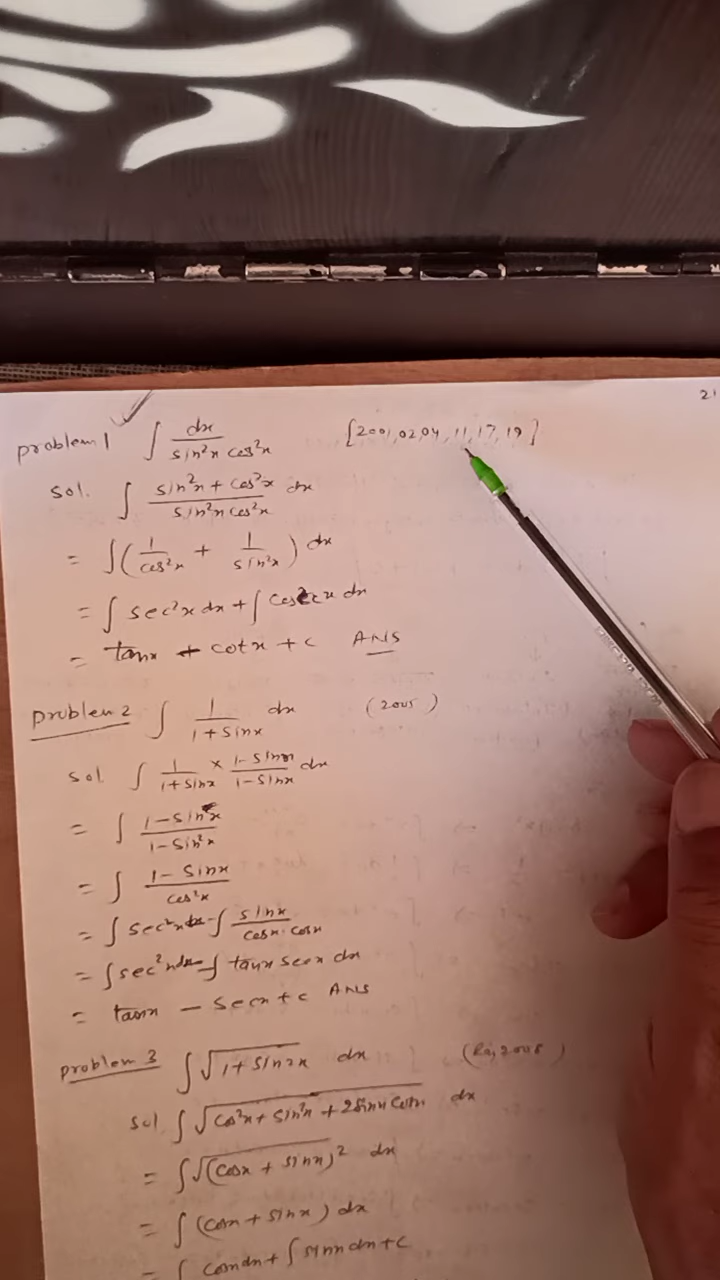 21
problem 1 ∫ dx / sin²x cos²x [2001,02,04,11,17,19]
sol. ∫ sin²x + cos²x / sin²x cos²x dx
= ∫ ( 1/cos²x + 1/sin²x ) dx
= ∫ sec²x dx + ∫ cosec²x dx
= tanx - cotx + c ANS
problem 2 ∫ 1 / 1 + sinx dx (2005)
sol ∫ 1 / 1 + sinx × 1 - sinx / 1 - sinx dx
= ∫ 1 - sinx / 1 - sin²x
= ∫ 1 - sinx / cos²x
= ∫ sec²x dx - ∫ sinx / cosx · cosx
= ∫ sec²x dx - ∫ tanx secx dx
= tanx - secx + c ANS
problem 3 ∫ √1 + sin2x dx
sol ∫ √cos²x + sin²x + 2sinx cosx dx
= ∫ √(cosx + sinx)² dx
= ∫ (cosx + sinx) dx
= ∫ cosx dx + ∫ sinx dx + c